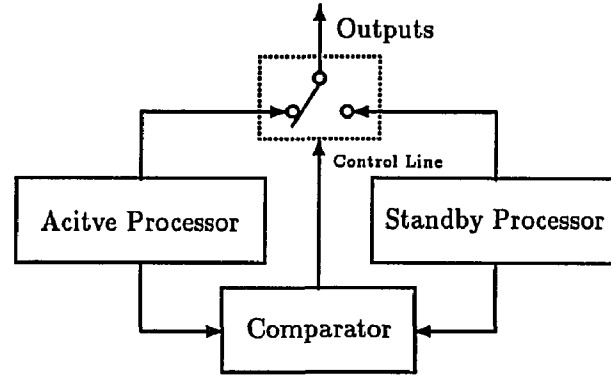 Outputs
Control Line
Acitve Processor
Standby Processor
Comparator